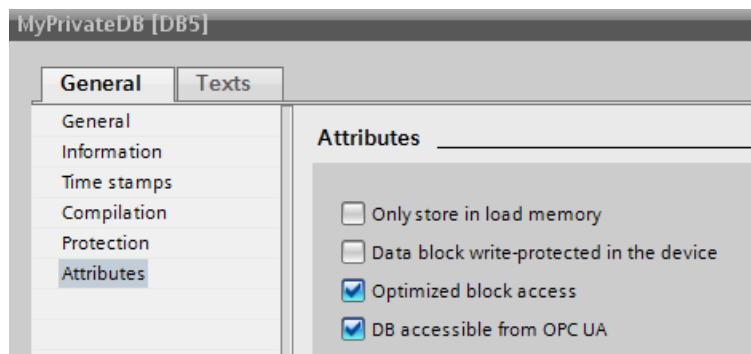 MyPrivateDB [DB5]
General Texts
General
Information
Time stamps
Compilation
Protection
Attributes
Attributes
Only store in load memory
Data block write-protected in the device
Optimized block access
DB accessible from OPC UA